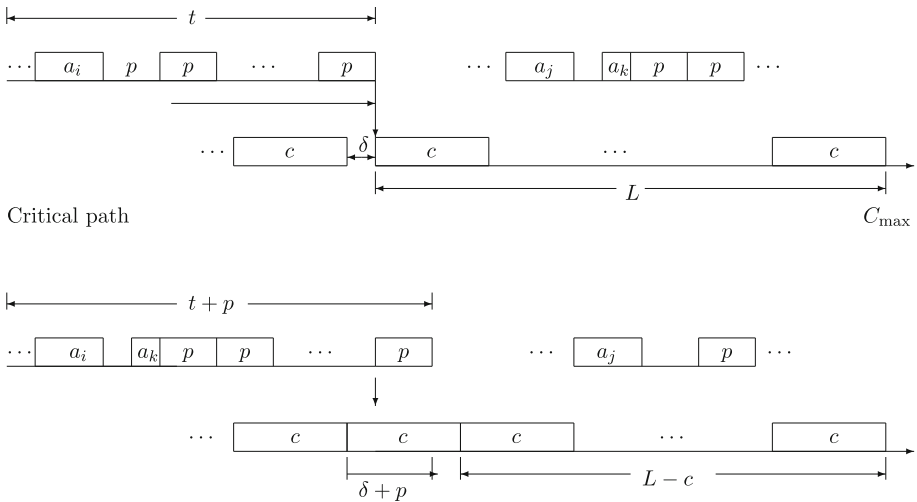 t
⋯ a_i p p ⋯ p ⋯ a_j a_k p p ⋯
⋯ c δ c ⋯ c
L
Critical path C_max
t + p
⋯ a_i a_k p p ⋯ p ⋯ a_j p ⋯
⋯ c c c ⋯ c
δ + p L − c